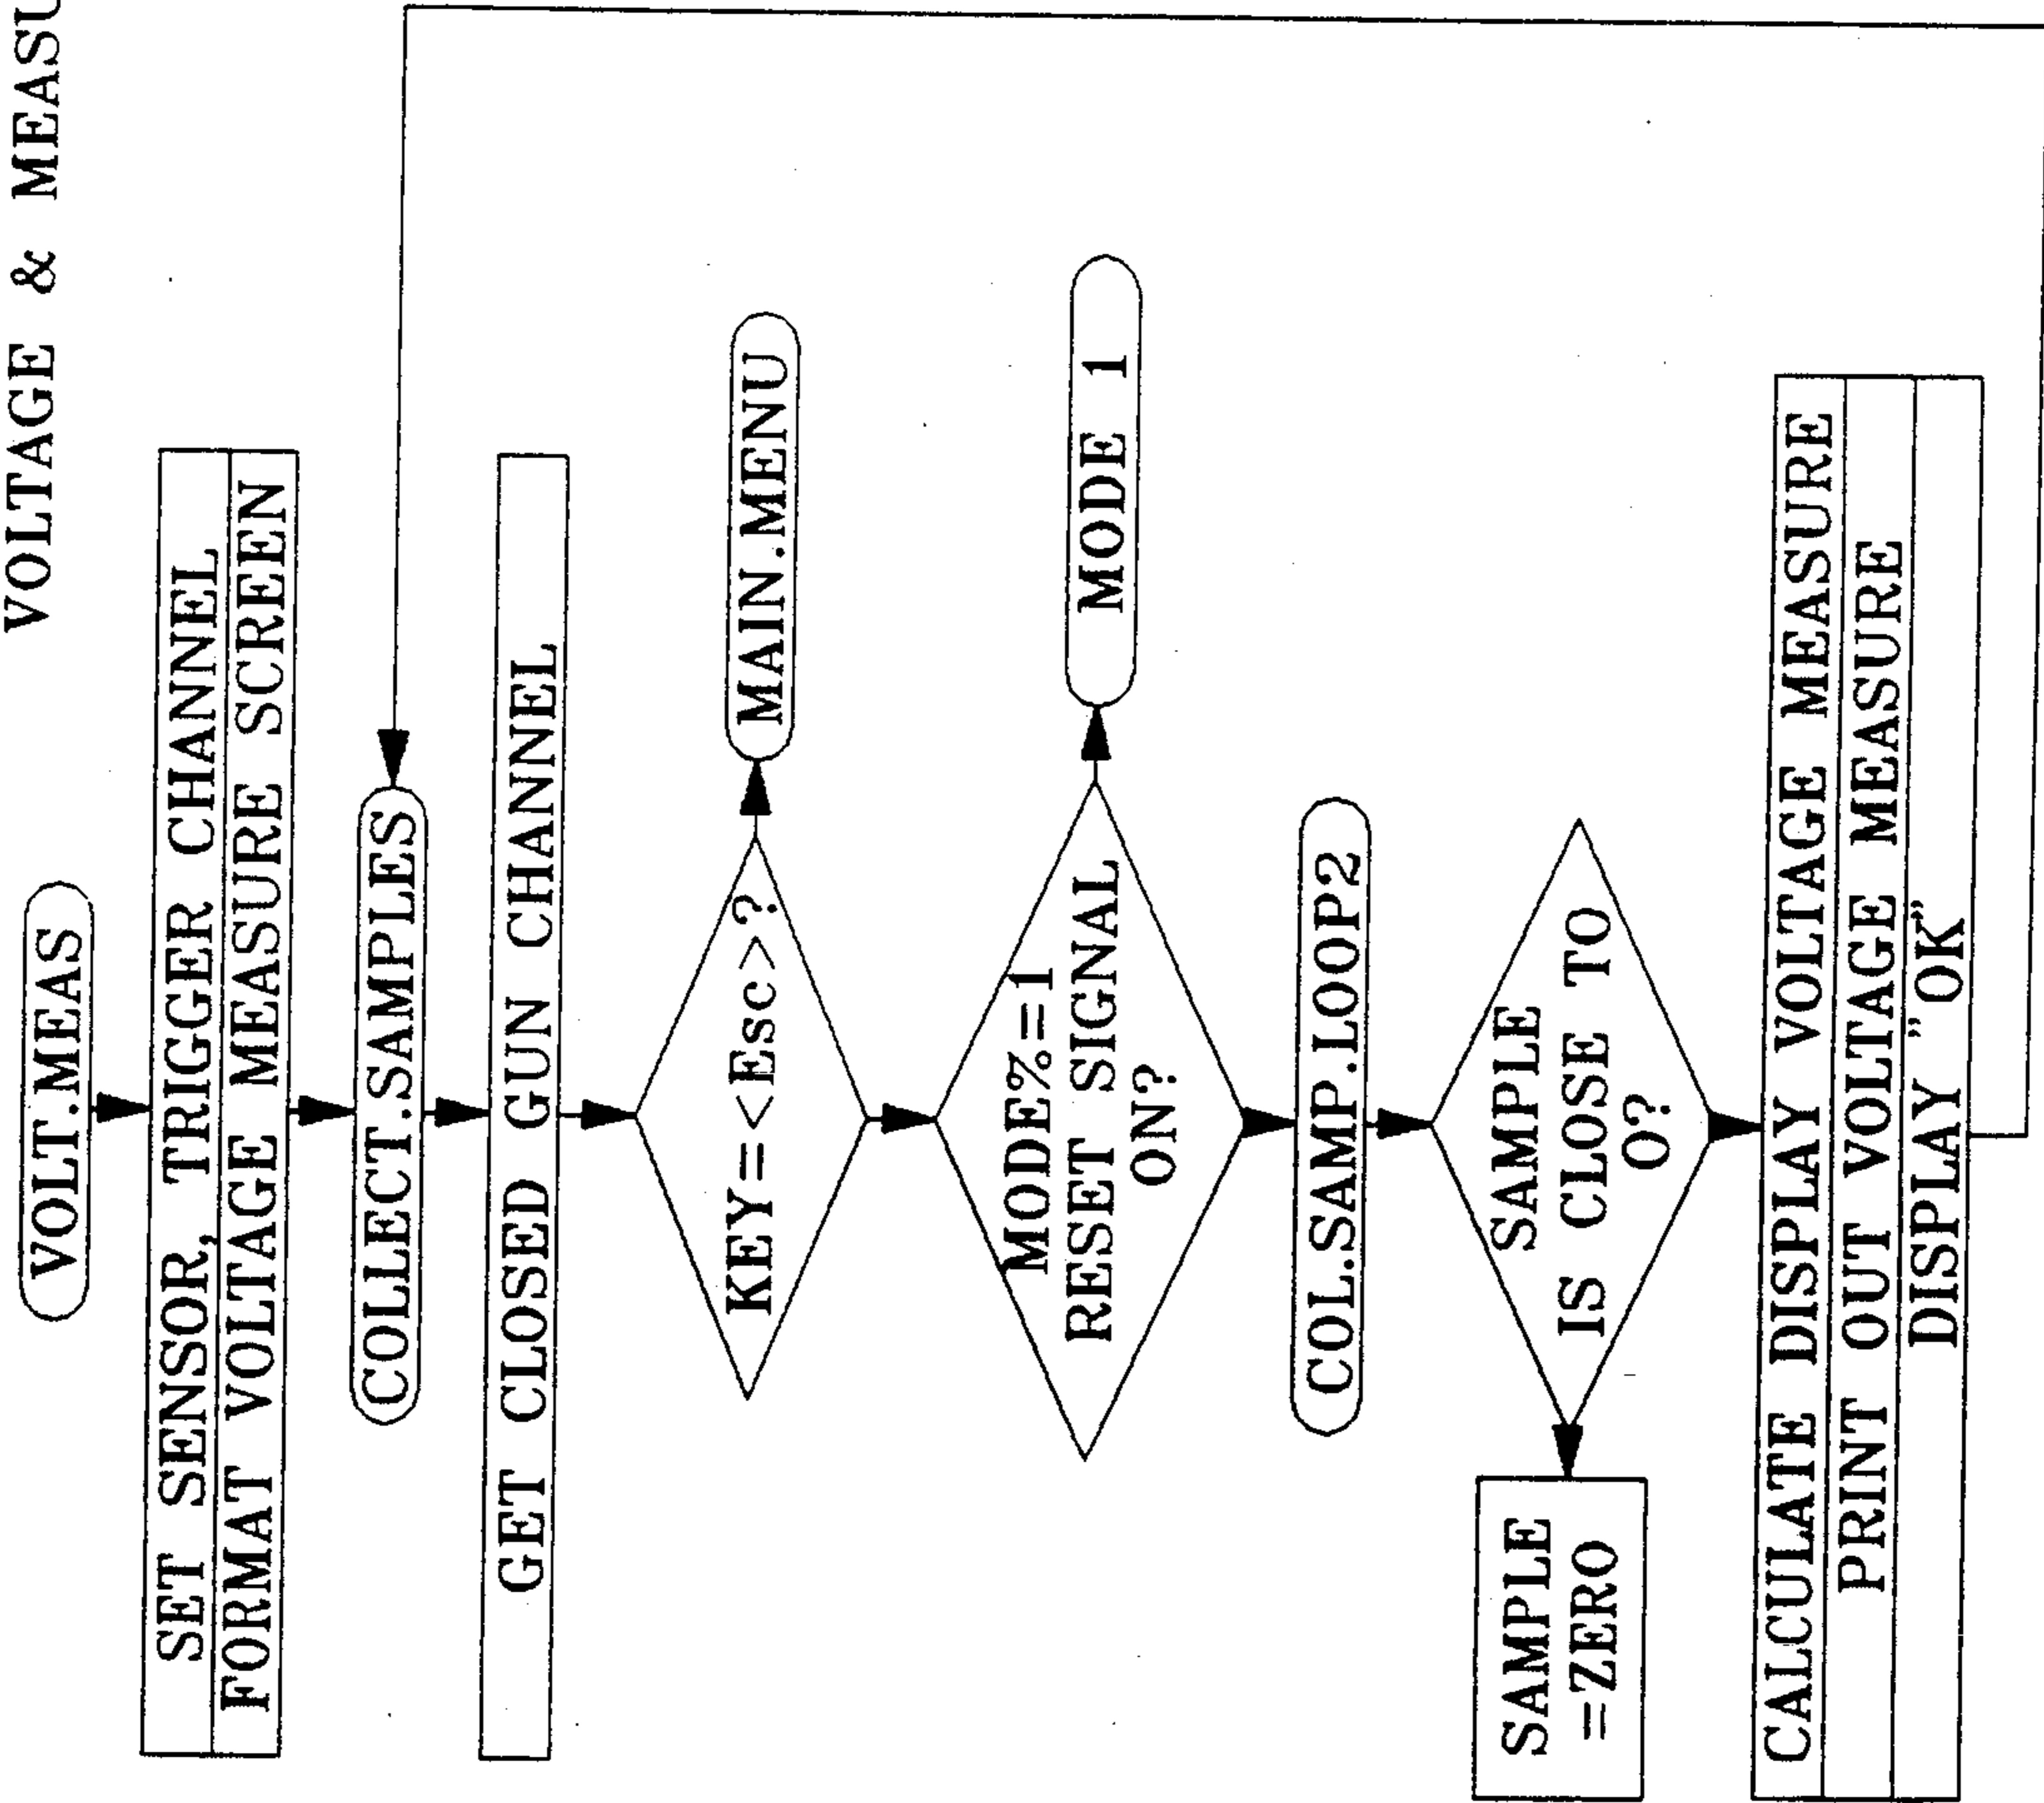 VOLTAGE & MEASU
VOLT.MEAS
SET SENSOR, TRIGGER CHANNEL
FORMAT VOLTAGE MEASURE SCREEN
COLLECT.SAMPLES
GET CLOSED GUN CHANNEL
KEY=<Esc>?
MAIN.MENU
MODE%=1
RESET SIGNAL
ON?
MODE 1
COL.SAMP.LOOP2
SAMPLE
IS CLOSE TO
O?
SAMPLE
=ZERO
CALCULATE DISPLAY VOLTAGE MEASURE
PRINT OUT VOLTAGE MEASURE
DISPLAY "OK"